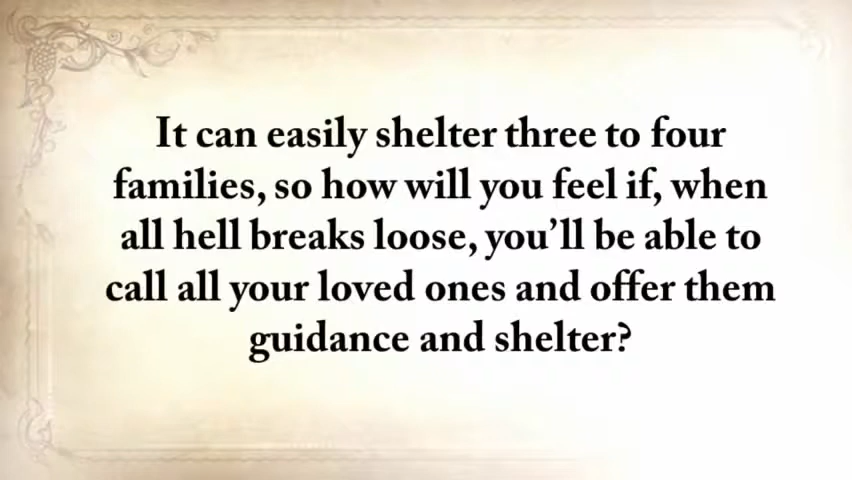 It can easily shelter three to four
families, so how will you feel if, when
all hell breaks loose, you’ll be able to
call all your loved ones and offer them
guidance and shelter?